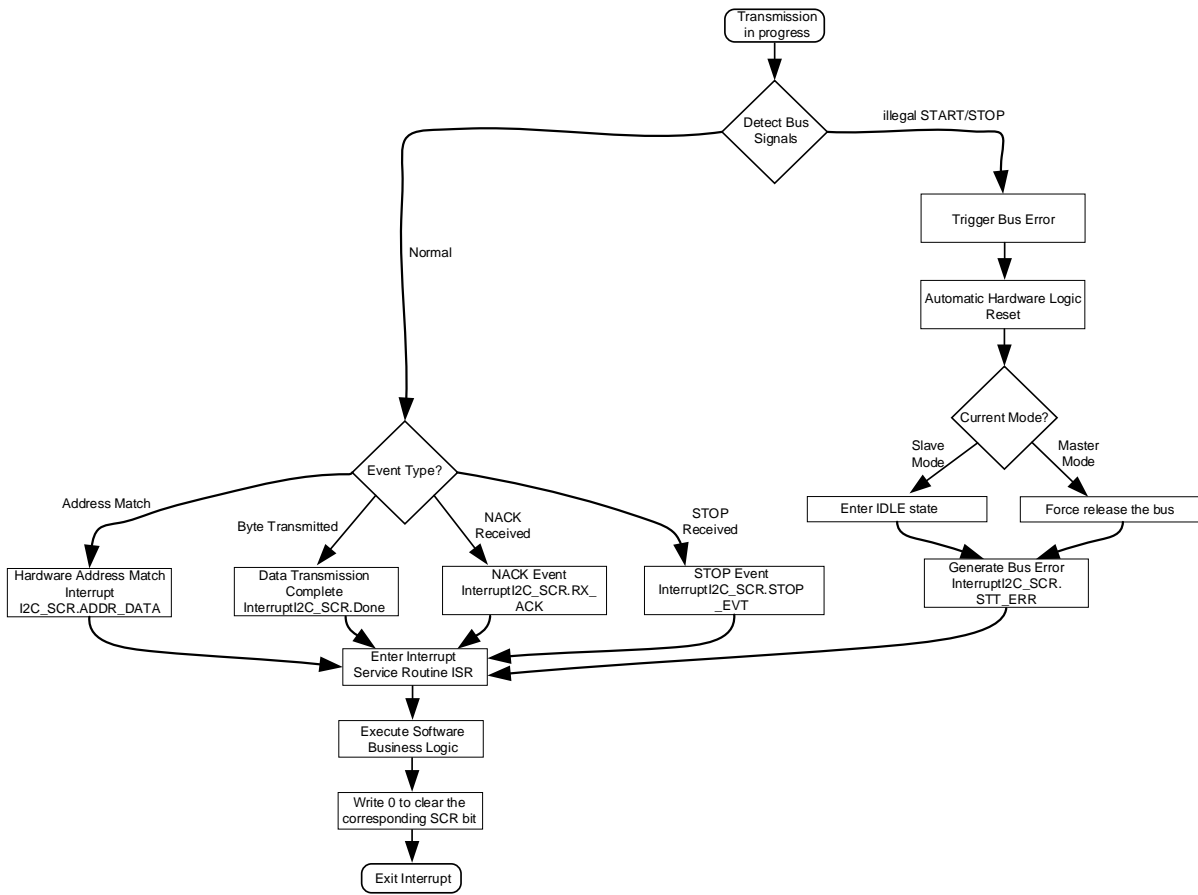 Transmission
in progress
Detect Bus
Signals
illegal START/STOP
Trigger Bus Error
Normal
Automatic Hardware Logic
Reset
Current Mode?
Slave
Mode
Master
Mode
Event Type?
Address Match
Byte Transmitted
NACK
Received
STOP
Received
Enter IDLE state
Force release the bus
Hardware Address Match
Interrupt
I2C_SCR.ADDR_DATA
Data Transmission
Complete
InterruptI2C_SCR.Done
NACK Event
InterruptI2C_SCR.RX_
ACK
STOP Event
InterruptI2C_SCR.STOP
_EVT
Generate Bus Error
InterruptI2C_SCR.
STT_ERR
Enter Interrupt
Service Routine ISR
Execute Software
Business Logic
Write 0 to clear the
corresponding SCR bit
Exit Interrupt